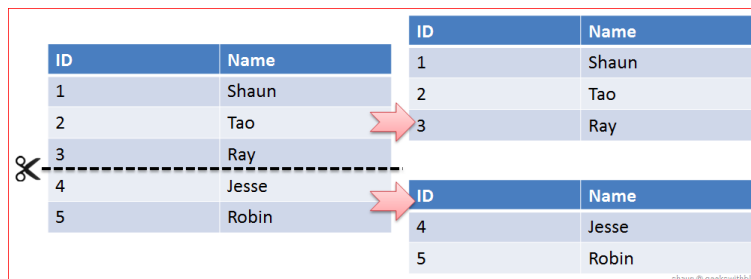 ID Name
1 Shaun
2 Tao
3 Ray
4 Jesse
5 Robin
ID Name
1 Shaun
2 Tao
3 Ray
ID Name
4 Jesse
5 Robin